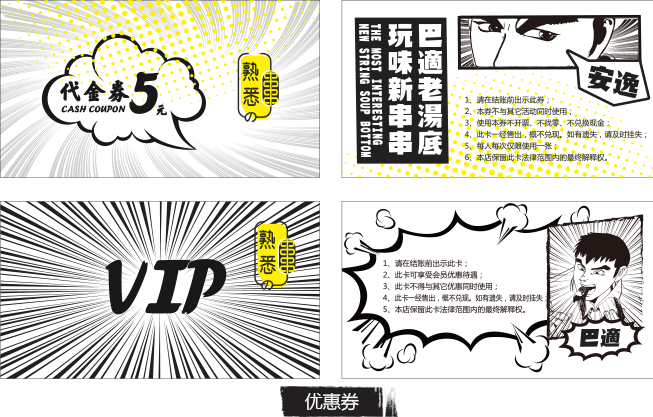 代金券5元
CASH COUPON
熟悉の
串串
巴適老湯底
玩味新串串
THE MOST INTERESTING
NEW STRING SOUP BOTTOM
安逸
1、请在结账前出示此券；
2、本券不与其它活动同时使用；
3、使用本券不开票、不找零、不兑换现金；
4、此卡一经售出，概不兑现。如有遗失，请及时挂失；
5、每人每次仅限使用一张；
6、本店保留此卡法律范围内的最终解释权。
VIP
熟悉の
串串
1、请在结账前出示此卡；
2、此卡可享受会员优惠待遇；
3、此卡不得与其它优惠同时使用；
4、此卡一经售出，概不兑现。如有遗失，请及时挂失；
5、本店保留此卡法律范围内的最终解释权。
巴適
优惠券